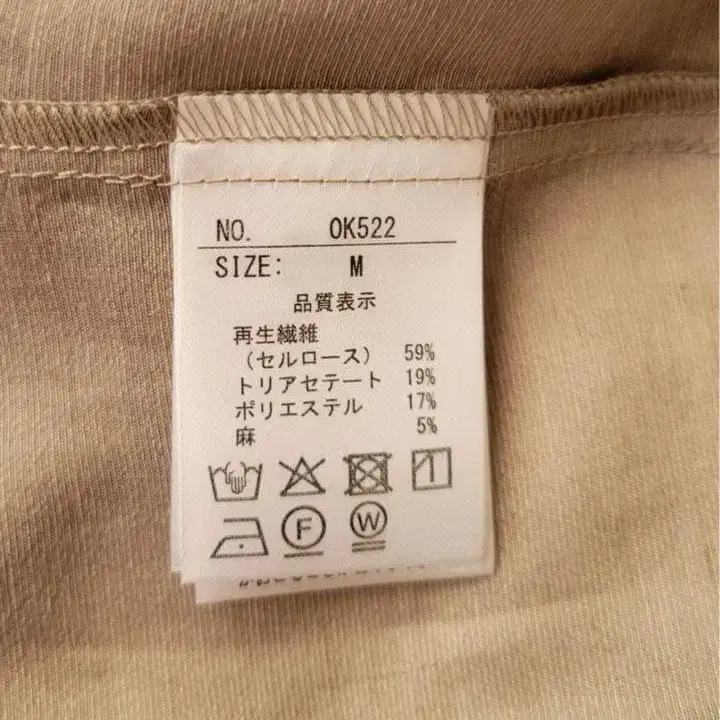 NO. 0K522
SIZE: M
品質表示
再生繊維
(セルロース) 59%
トリアセテート 19%
ポリエステル 17%
麻 5%
F W